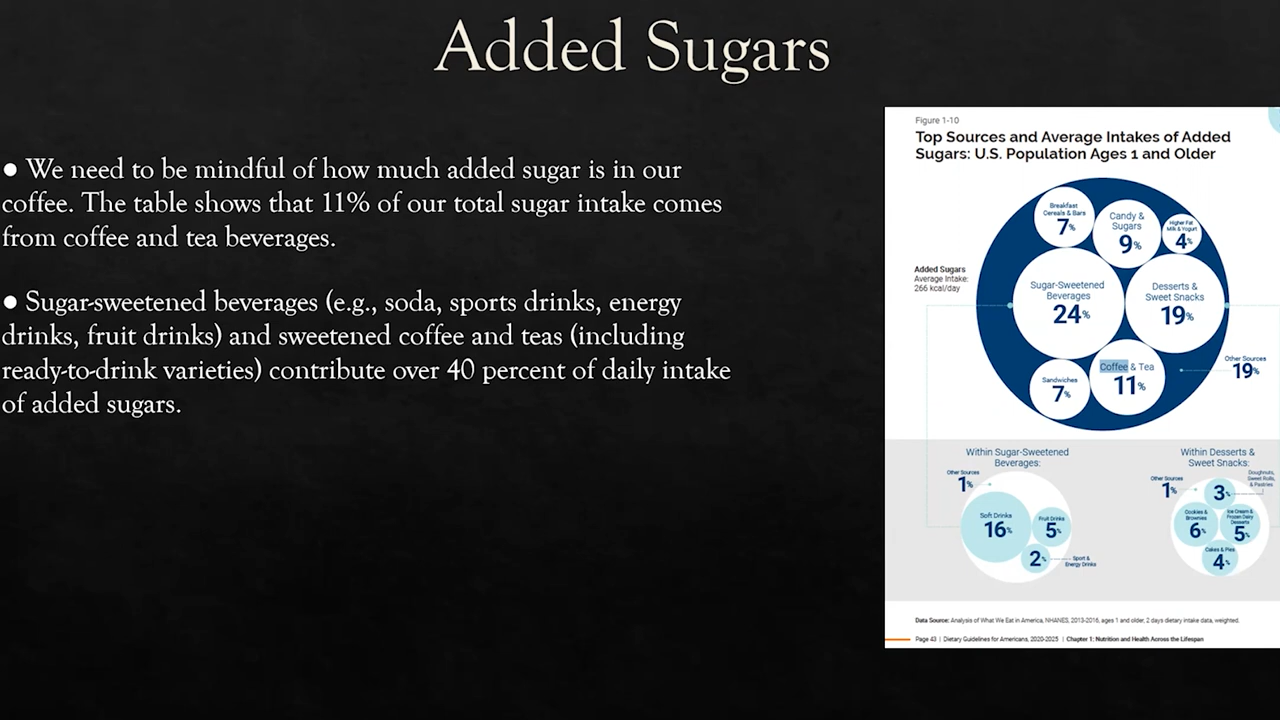 Added Sugars
● We need to be mindful of how much added sugar is in our
coffee. The table shows that 11% of our total sugar intake comes
from coffee and tea beverages.
● Sugar-sweetened beverages (e.g., soda, sports drinks, energy
drinks, fruit drinks) and sweetened coffee and teas (including
ready-to-drink varieties) contribute over 40 percent of daily intake
of added sugars.
Figure 1-10
Top Sources and Average Intakes of Added
Sugars: U.S. Population Ages 1 and Older
Added Sugars
Average Intake:
266 kcal/day
Breakfast
Cereals & Bars
7%
Candy &
Sugars
9%
Higher Fat
Milk & Yogurt
4%
Sugar-Sweetened
Beverages
24%
Desserts &
Sweet Snacks
19%
Sandwiches
7%
Coffee & Tea
11%
Other Sources
19%
Within Sugar-Sweetened
Beverages:
Other Sources
1%
Soft Drinks
16%
Fruit Drinks
5%
2%
Sport &
Energy Drinks
Within Desserts &
Sweet Snacks:
Other Sources
1%
Doughnuts,
Sweet Rolls,
& Pastries
3%
Cookies &
Brownies
6%
Ice Cream &
Frozen Dairy
Desserts
5%
Cakes & Pies
4%
Data Source: Analysis of What We Eat in America, NHANES, 2013-2016, ages 1 and older, 2 days dietary intake data, weighted.
Page 43 | Dietary Guidelines for Americans, 2020-2025 | Chapter 1: Nutrition and Health Across the Lifespan